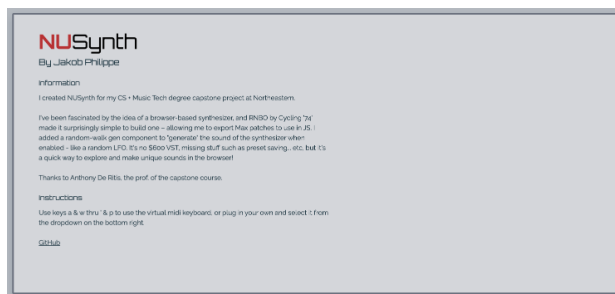 NUSynth
By Jakob Philippe
Information
I created NUSynth for my CS + Music Tech degree capstone project at Northeastern.
I've been fascinated by the idea of a browser-based synthesizer, and RNBO by Cycling '74'
made it surprisingly simple to build one – allowing me to export Max patches to use in JS. I
added a random-walk gen component to "generate" the sound of the synthesizer when
enabled - like a random LFO. It's no $600 VST, missing stuff such as preset saving... etc, but it's
a quick way to explore and make unique sounds in the browser!
Thanks to Anthony De Ritis, the prof. of the capstone course.
Instructions
Use keys a & w thru ' & p to use the virtual midi keyboard, or plug in your own and select it from
the dropdown on the bottom right.
GitHub